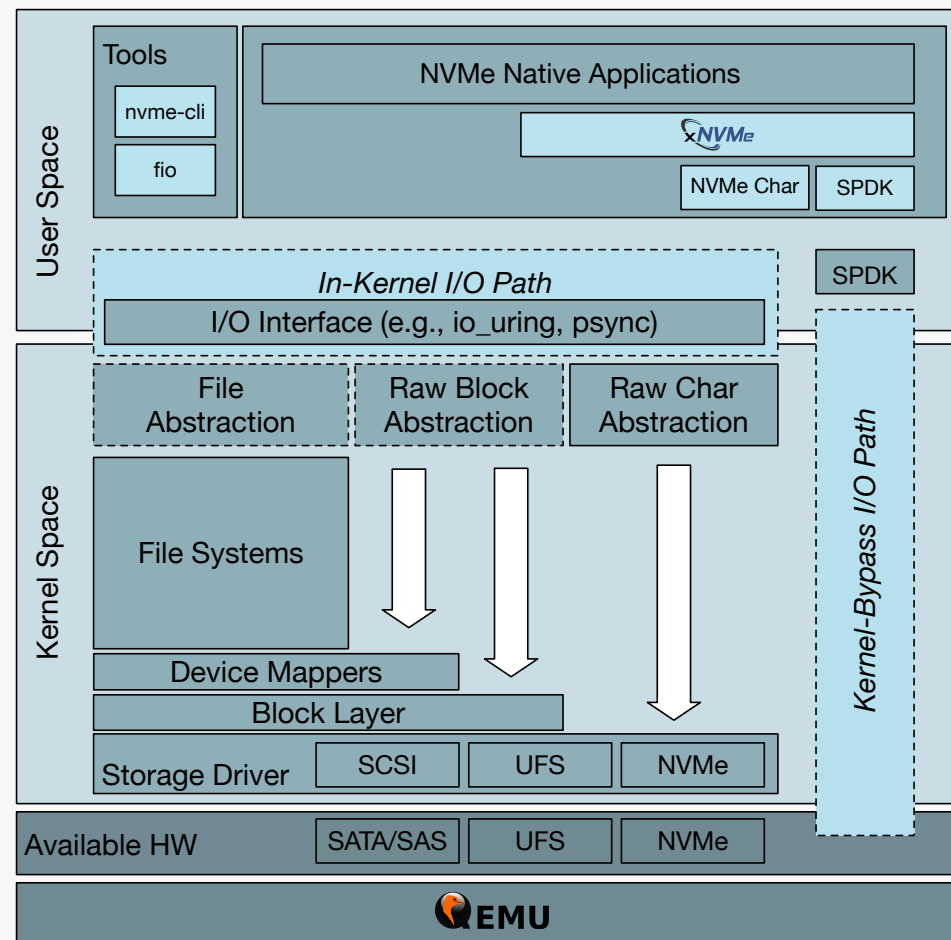 User Space
Tools
nvme-cli
fio
NVMe Native Applications
xNVMe
NVMe Char
SPDK
In-Kernel I/O Path
I/O Interface (e.g., io_uring, psync)
SPDK
Kernel Space
File
Abstraction
Raw Block
Abstraction
Raw Char
Abstraction
Kernel-Bypass I/O Path
File Systems
Device Mappers
Block Layer
Storage Driver
SCSI
UFS
NVMe
Available HW
SATA/SAS
UFS
NVMe
QEMU